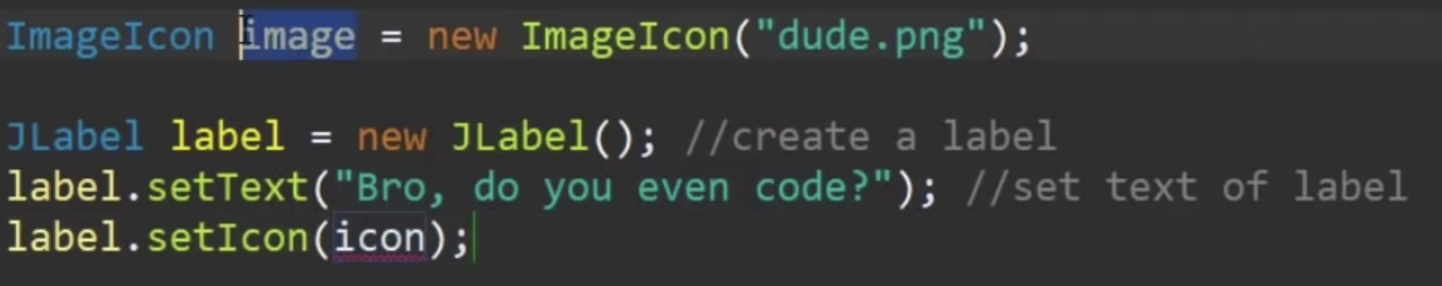 ImageIcon image = new ImageIcon("dude.png");
JLabel label = new JLabel(); //create a label
label.setText("Bro, do you even code?"); //set text of label
label.setIcon(icon);